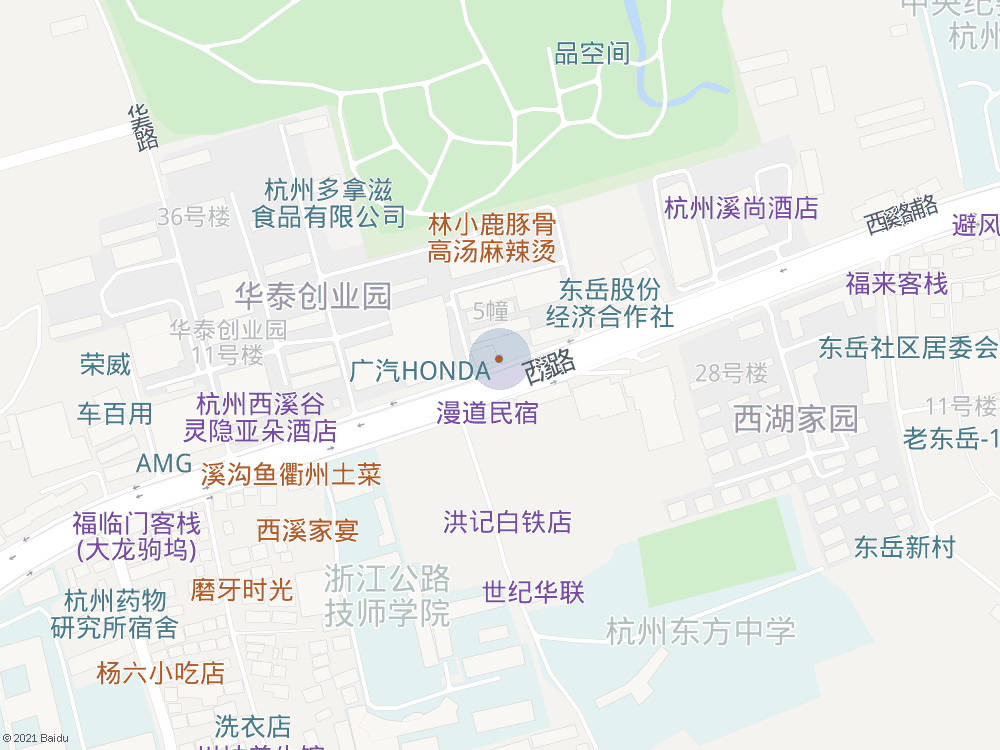 中央纪
杭州
品空间
华泰路
杭州多拿滋
食品有限公司
36号楼
林小鹿豚骨
高汤麻辣烫
杭州溪尚酒店
西溪路辅路
避风
福来客栈
东岳股份
经济合作社
华泰创业园
5幢
华泰创业园
11号楼
东岳社区居委会
荣威
广汽HONDA
西溪路
28号楼
车百用
杭州西溪谷
灵隐亚朵酒店
漫道民宿
西湖家园
11号楼
老东岳-1
AMG
溪沟鱼衢州土菜
福临门客栈
(大龙驹坞)
西溪家宴
洪记白铁店
东岳新村
浙江公路
技师学院
磨牙时光
世纪华联
杭州药物
研究所宿舍
杭州东方中学
杨六小吃店
洗衣店
© 2021 Baidu